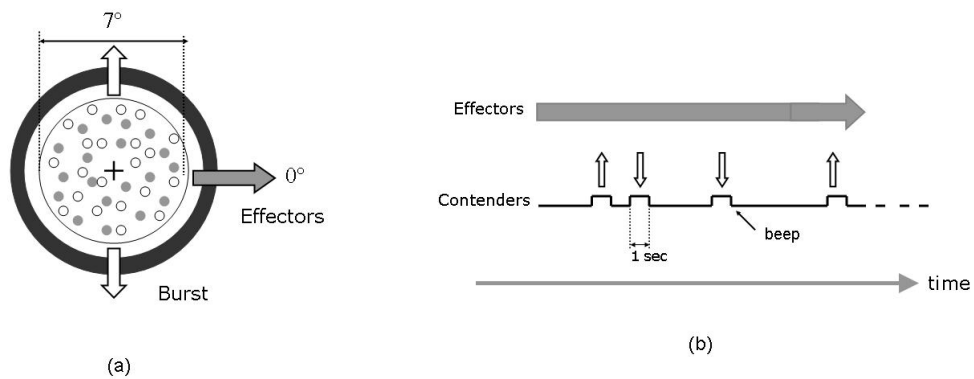 7°
0°
Effectors
Burst
(a)
Effectors
Contenders
beep
1 sec
time
(b)